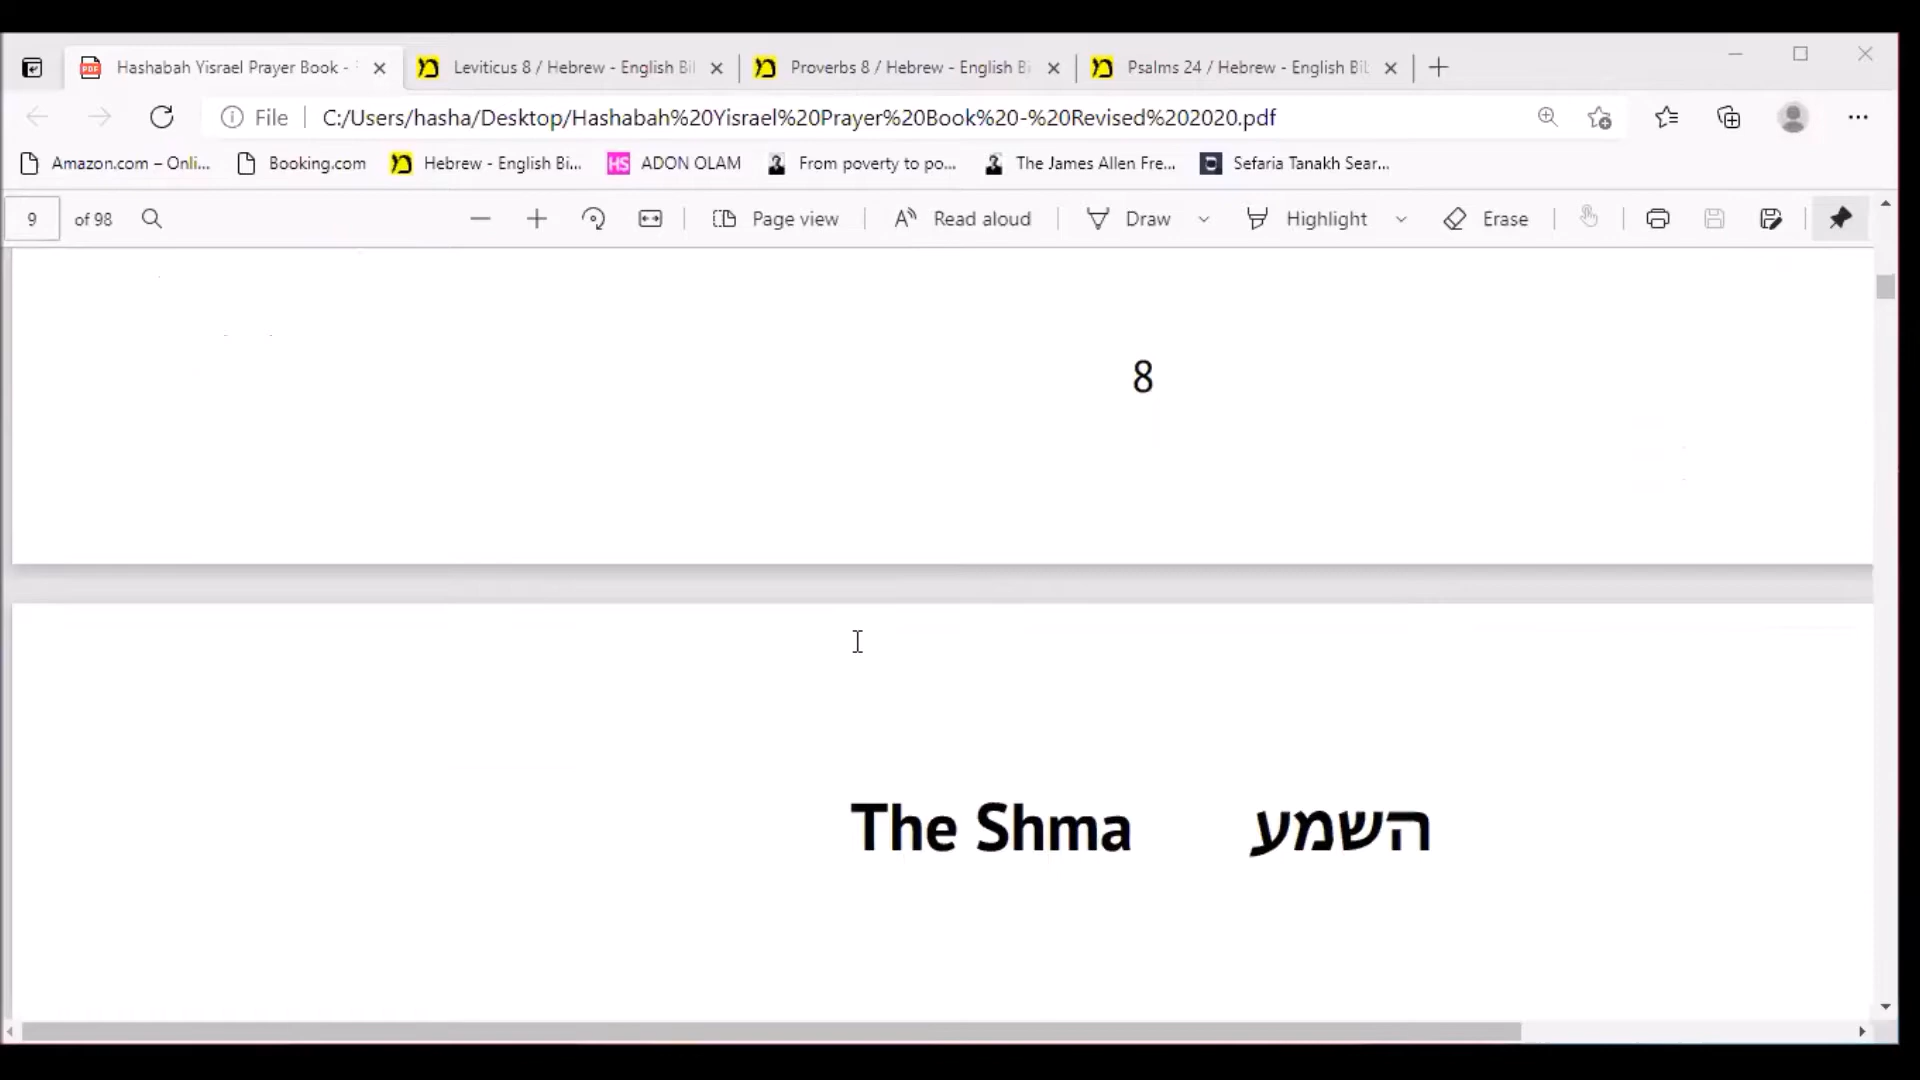 Hashabah Yisrael Prayer Book -
Leviticus 8 / Hebrew - English Bil
Proverbs 8 / Hebrew - English Bi
Psalms 24 / Hebrew - English Bib
File
C:/Users/hasha/Desktop/Hashabah%20Yisrael%20Prayer%20Book%20-%20Revised%202020.pdf
Amazon.com – Onli...
Booking.com
Hebrew - English Bi...
HS ADON OLAM
From poverty to po...
The James Allen Fre...
Sefaria Tanakh Sear...
9 of 98
Page view
Read aloud
Draw
Highlight
Erase
8
The Shma השמע